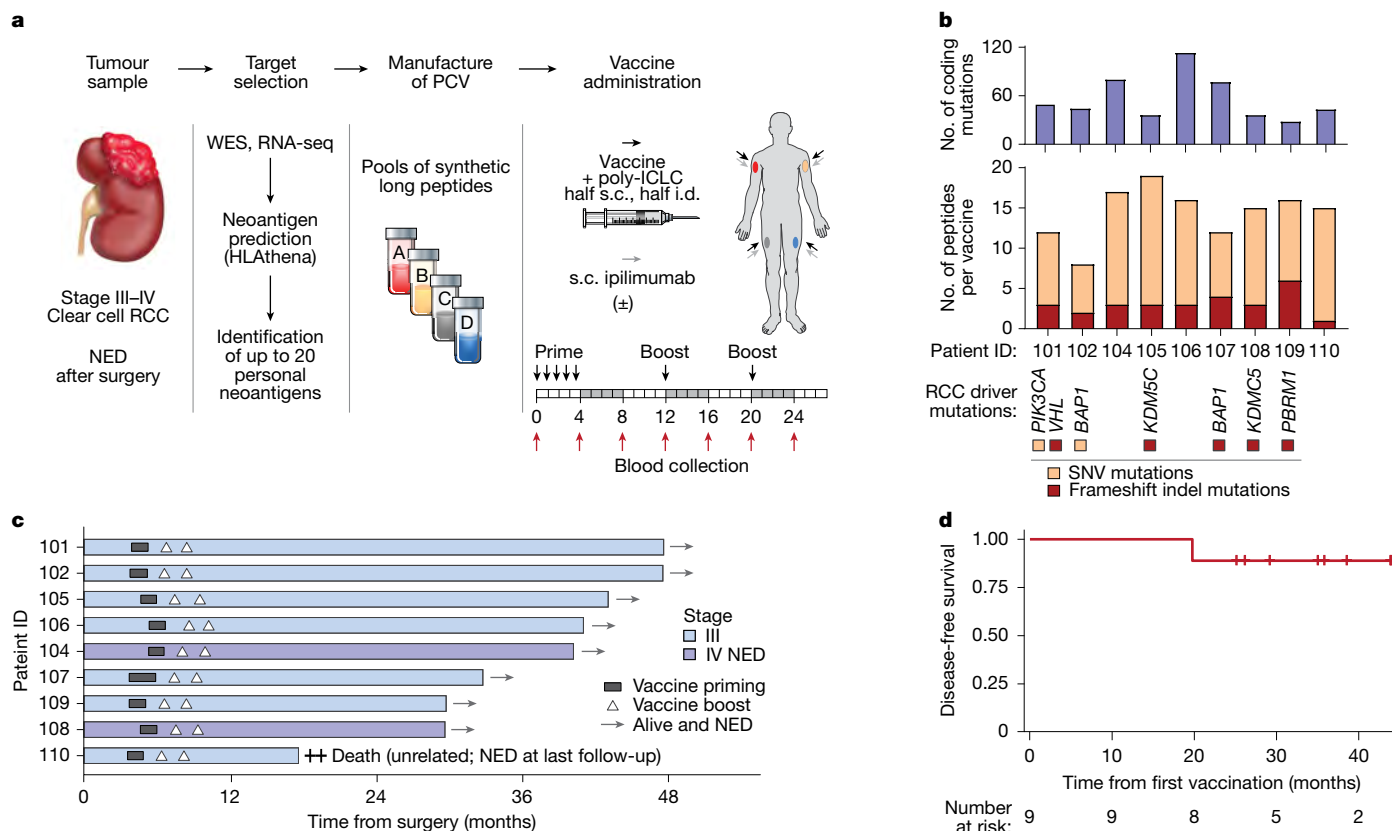 a
Tumour
sample
Target
selection
Manufacture
of PCV
Vaccine
administration
Stage III–IV
Clear cell RCC
NED
after surgery
WES, RNA-seq
Neoantigen
prediction
(HLAthena)
Identification
of up to 20
personal
neoantigens
Pools of synthetic
long peptides
A
B
C
D
Vaccine
+ poly-ICLC
half s.c., half i.d.
s.c. ipilimumab
(±)
Prime Boost Boost
0 4 8 12 16 20 24
Blood collection
b
No. of coding
mutations
120
60
0
No. of peptides
per vaccine
20
15
10
5
0
Patient ID: 101 102 104 105 106 107 108 109 110
RCC driver
mutations:
PIK3CA
VHL
BAP1
KDM5C
BAP1
KDMC5
PBRM1
SNV mutations
Frameshift indel mutations
c
Pateint ID
101
102
105
106
104
107
109
108
110
Stage
III
IV NED
Vaccine priming
Vaccine boost
Alive and NED
Death (unrelated; NED at last follow-up)
0 12 24 36 48
Time from surgery (months)
d
Disease-free survival
1.00
0.75
0.50
0.25
0
0 10 20 30 40
Time from first vaccination (months)
Number
at risk: 9 9 8 5 2